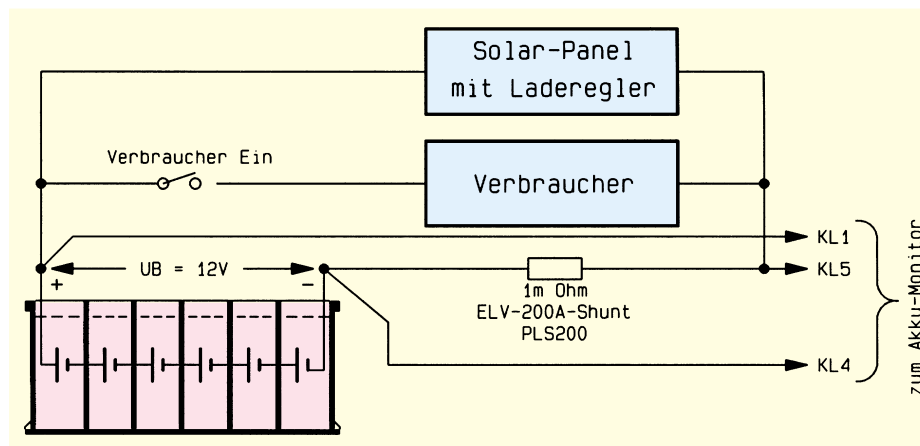 Solar-Panel
mit Laderegler
Verbraucher Ein
Verbraucher
KL1
UB = 12V
KL5
+
-
1m Ohm
ELV-200A-Shunt
PLS200
KL4
zum Akku-Monitor